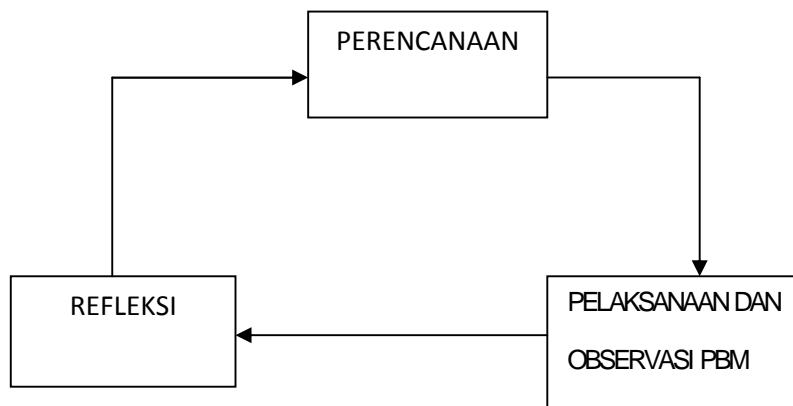 PERENCANAAN
REFLEKSI
PELAKSANAAN DAN
OBSERVASI PBM